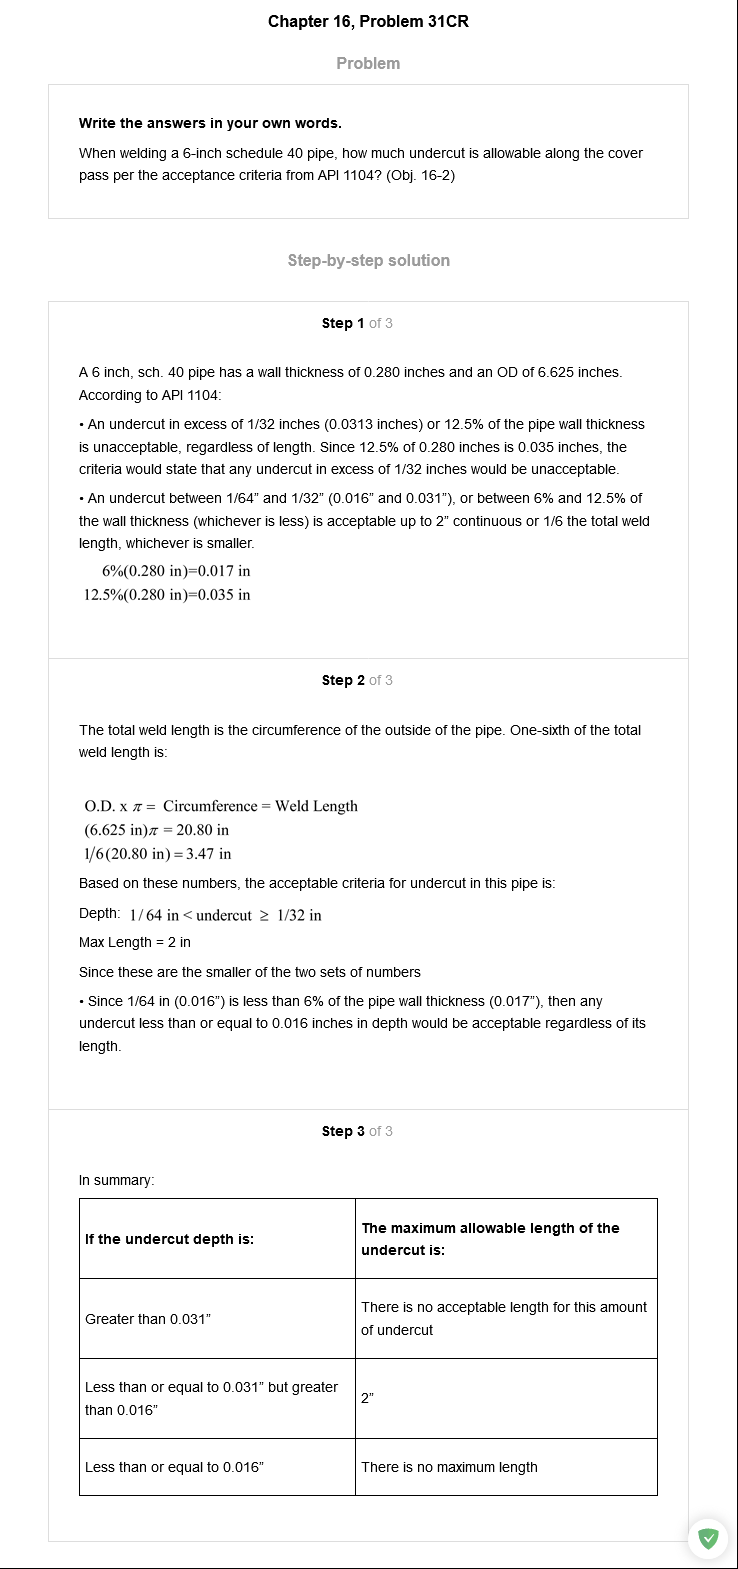 Chapter 16, Problem 31CR
Problem
Write the answers in your own words.
When welding a 6-inch schedule 40 pipe, how much undercut is allowable along the cover
pass per the acceptance criteria from API 1104? (Obj. 16-2)
Step-by-step solution
Step 1 of 3
A 6 inch, sch. 40 pipe has a wall thickness of 0.280 inches and an OD of 6.625 inches.
According to API 1104:
• An undercut in excess of 1/32 inches (0.0313 inches) or 12.5% of the pipe wall thickness
is unacceptable, regardless of length. Since 12.5% of 0.280 inches is 0.035 inches, the
criteria would state that any undercut in excess of 1/32 inches would be unacceptable.
• An undercut between 1/64” and 1/32” (0.016” and 0.031”), or between 6% and 12.5% of
the wall thickness (whichever is less) is acceptable up to 2” continuous or 1/6 the total weld
length, whichever is smaller.
6%(0.280 in)=0.017 in
12.5%(0.280 in)=0.035 in
Step 2 of 3
The total weld length is the circumference of the outside of the pipe. One-sixth of the total
weld length is:
O.D. x π = Circumference = Weld Length
(6.625 in)π = 20.80 in
1/6(20.80 in) = 3.47 in
Based on these numbers, the acceptable criteria for undercut in this pipe is:
Depth: 1/64 in < undercut ≥ 1/32 in
Max Length = 2 in
Since these are the smaller of the two sets of numbers
• Since 1/64 in (0.016”) is less than 6% of the pipe wall thickness (0.017”), then any
undercut less than or equal to 0.016 inches in depth would be acceptable regardless of its
length.
Step 3 of 3
In summary:
If the undercut depth is:
The maximum allowable length of the
undercut is:
Greater than 0.031”
There is no acceptable length for this amount
of undercut
Less than or equal to 0.031” but greater
than 0.016”
2”
Less than or equal to 0.016”
There is no maximum length